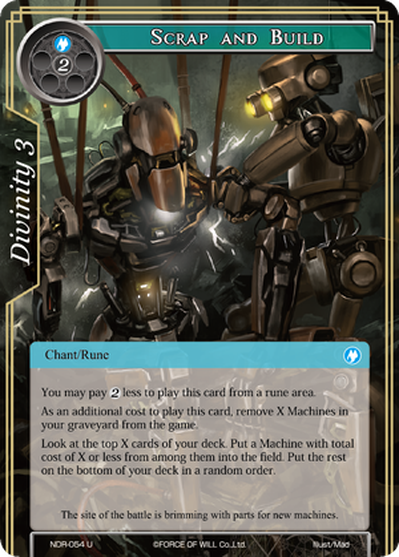 Scrap and Build
2
Divinity 3
Chant/Rune
You may pay 2 less to play this card from a rune area.
As an additional cost to play this card, remove X Machines in
your graveyard from the game.
Look at the top X cards of your deck. Put a Machine with total
cost of X or less from among them into the field. Put the rest
on the bottom of your deck in a random order.
The site of the battle is brimming with parts for new machines.
NDR-054 U ©FORCE OF WILL Co.,Ltd. Illust/Mad